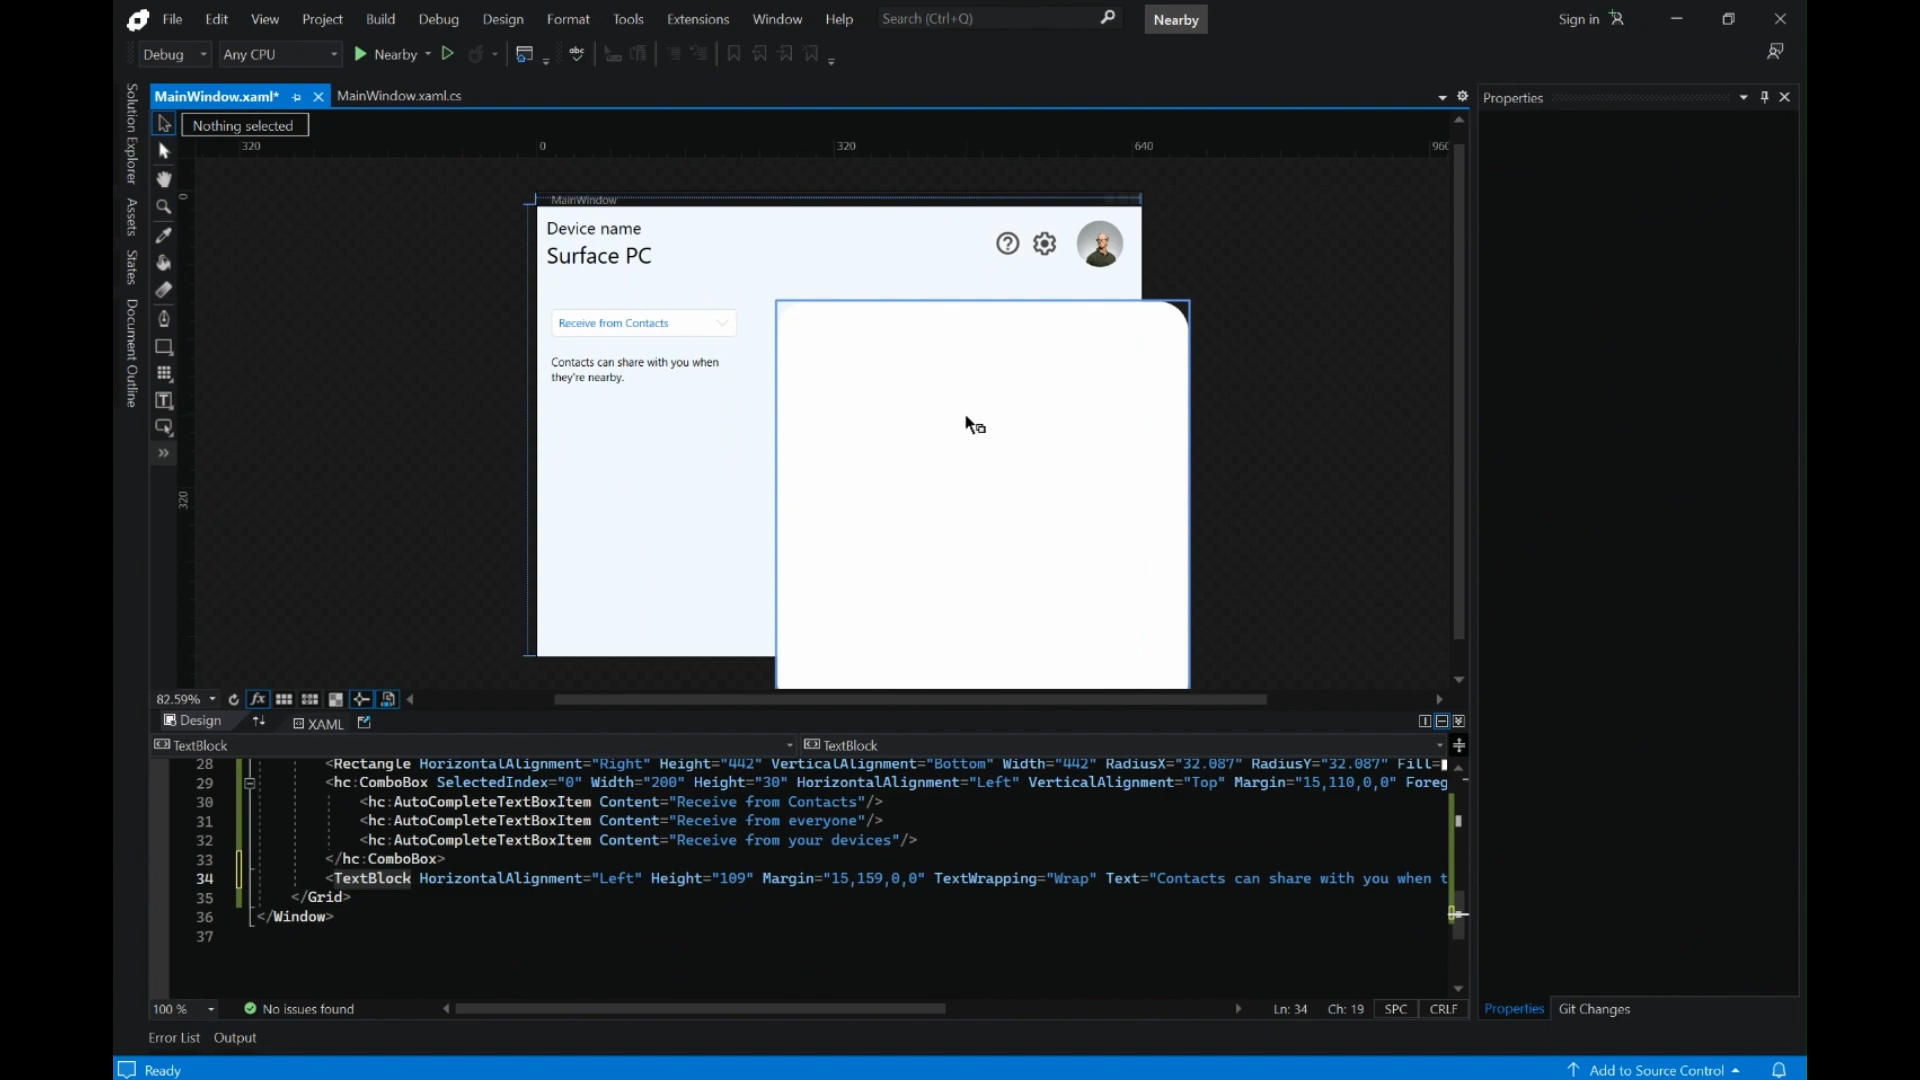 File Edit View Project Build Debug Design Format Tools Extensions Window Help Search (Ctrl+Q) Nearby Sign in
Debug Any CPU Nearby abc
Solution Explorer
Assets
States
Document Outline
MainWindow.xaml* MainWindow.xaml.cs
Nothing selected
320 0 320 640 960
0
320
MainWindow
Device name
Surface PC
Receive from Contacts
Contacts can share with you when
they're nearby.
82.59% fx
Design XAML
TextBlock TextBlock
28 <Rectangle HorizontalAlignment="Right" Height="442" VerticalAlignment="Bottom" Width="442" RadiusX="32.087" RadiusY="32.087" Fill=
29 <hc:ComboBox SelectedIndex="0" Width="200" Height="30" HorizontalAlignment="Left" VerticalAlignment="Top" Margin="15,110,0,0" Foreg
30 <hc:AutoCompleteTextBoxItem Content="Receive from Contacts"/>
31 <hc:AutoCompleteTextBoxItem Content="Receive from everyone"/>
32 <hc:AutoCompleteTextBoxItem Content="Receive from your devices"/>
33 </hc:ComboBox>
34 <TextBlock HorizontalAlignment="Left" Height="109" Margin="15,159,0,0" TextWrapping="Wrap" Text="Contacts can share with you when t
35 </Grid>
36 </Window>
37
100 % No issues found Ln: 34 Ch: 19 SPC CRLF
Error List Output
Properties
Properties Git Changes
Ready Add to Source Control